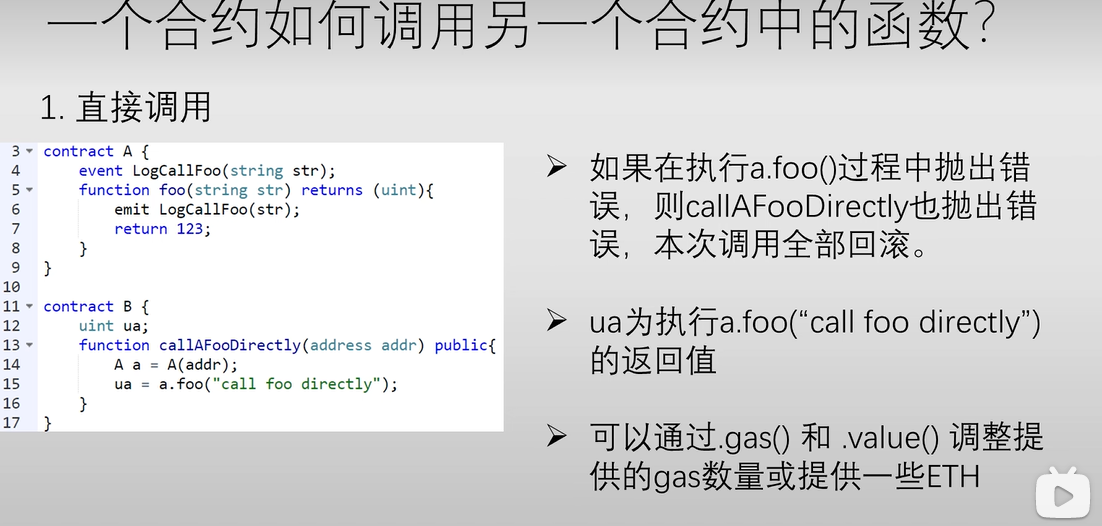 一个合约如何调用另一个合约中的函数？
1. 直接调用
3 contract A {
4 event LogCallFoo(string str);
5 function foo(string str) returns (uint){
6 emit LogCallFoo(str);
7 return 123;
8 }
9 }
10
11 contract B {
12 uint ua;
13 function callAFooDirectly(address addr) public{
14 A a = A(addr);
15 ua = a.foo("call foo directly");
16 }
17 }
➢ 如果在执行a.foo()过程中抛出错
误，则callAFooDirectly也抛出错
误，本次调用全部回滚。
➢ ua为执行a.foo(“call foo directly”)
的返回值
➢ 可以通过.gas() 和 .value() 调整提
供的gas数量或提供一些ETH